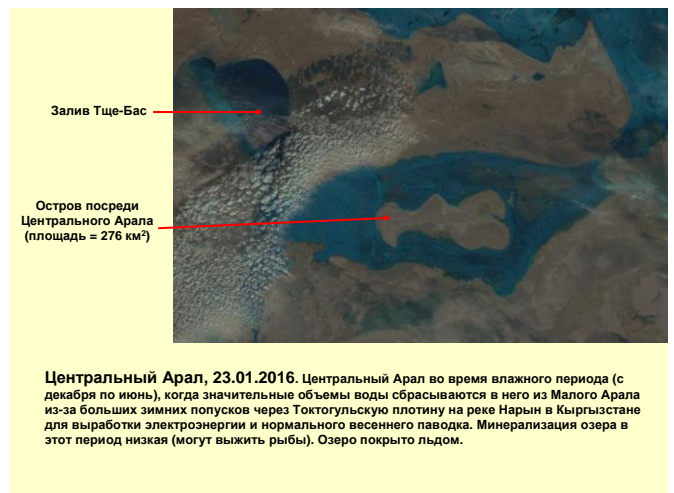 Залив Тще-Бас
Остров посреди
Центрального Арала
(площадь = 276 км²)
Центральный Арал, 23.01.2016. Центральный Арал во время влажного периода (с
декабря по июнь), когда значительные объемы воды сбрасываются в него из Малого Арала
из-за больших зимних попусков через Токтогульскую плотину на реке Нарын в Кыргызстане
для выработки электроэнергии и нормального весеннего паводка. Минерализация озера в
этот период низкая (могут выжить рыбы). Озеро покрыто льдом.